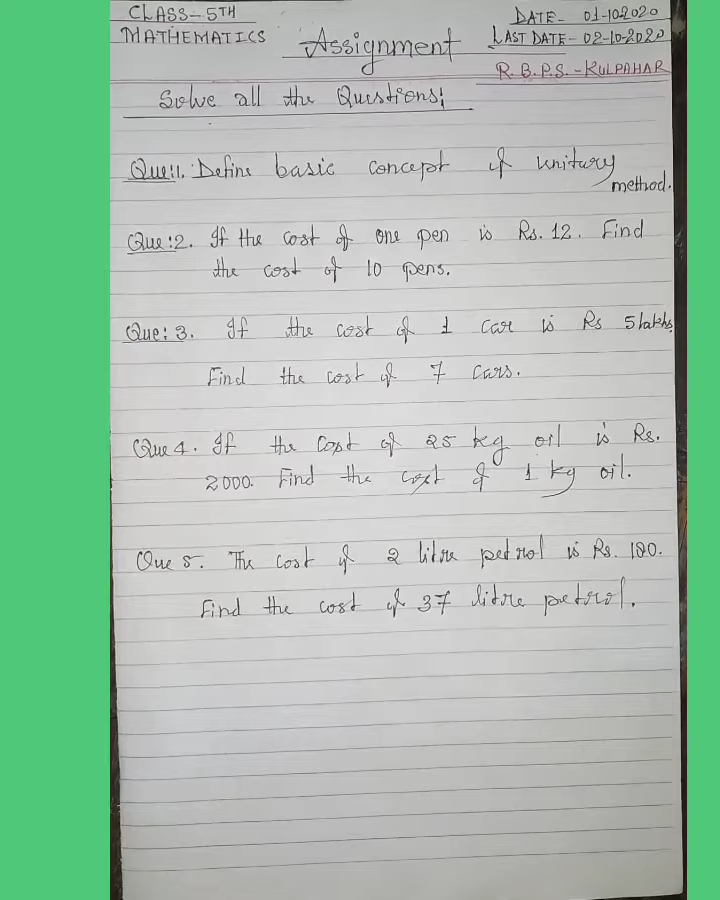 CLASS-5TH
DATE- 01-10-2020
MATHEMATICS
Assignment
LAST DATE- 02-10-2020
R.B.P.S.-KULPAHAR
Solve all the Questions:
Que:1. Define basic concept of unitary
method.
Que:2. If the cost of one pen is Rs. 12. Find
the cost of 10 pens.
Que:3. If the cost of 1 car is Rs 5 lakhs.
Find the cost of 7 cars.
Que 4. If the cost of 25 kg oil is Rs.
2000. Find the cost of 1 kg oil.
Que 5. The cost of 2 litre petrol is Rs.
Find the cost of 37 litre petrol.